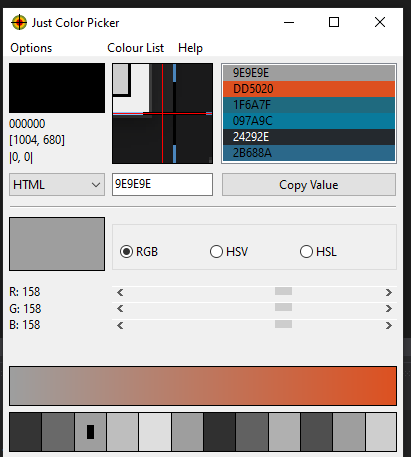 Just Color Picker
Options Colour List Help
000000
[1004, 680]
|0, 0|
9E9E9E
DD5020
1F6A7F
097A9C
24292E
2B688A
HTML 9E9E9E Copy Value
RGB HSV HSL
R: 158
G: 158
B: 158